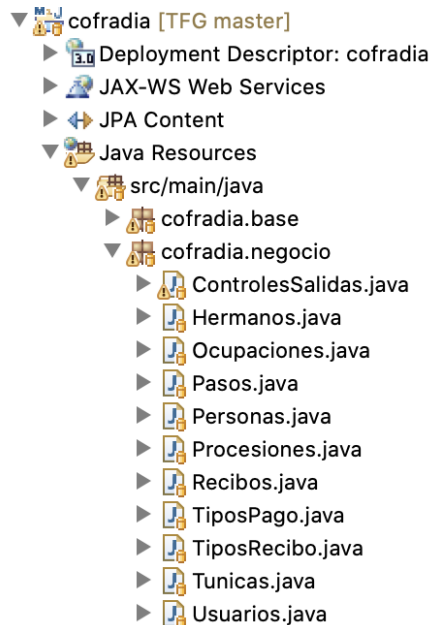 cofradia [TFG master]
Deployment Descriptor: cofradia
JAX-WS Web Services
JPA Content
Java Resources
src/main/java
cofradia.base
cofradia.negocio
ControlesSalidas.java
Hermanos.java
Ocupaciones.java
Pasos.java
Personas.java
Procesiones.java
Recibos.java
TiposPago.java
TiposRecibo.java
Tunicas.java
Usuarios.java